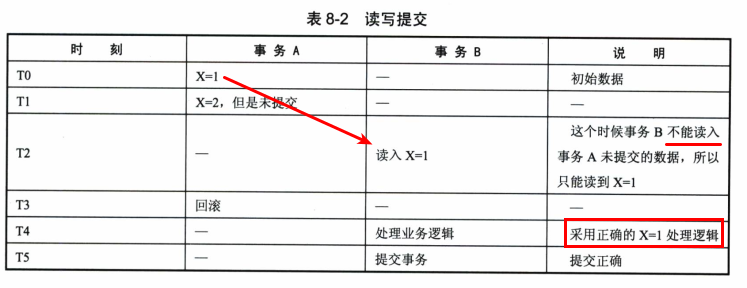 表 8-2 读写提交
时 刻 事 务 A 事 务 B 说 明
T0 X=1 — 初始数据
T1 X=2，但是未提交 — —
这个时候事务 B 不能读入
T2 — 读入 X=1 事务 A 未提交的数据，所以
只能读到 X=1
T3 回滚 — —
T4 — 处理业务逻辑 采用正确的 X=1 处理逻辑
T5 — 提交事务 提交正确